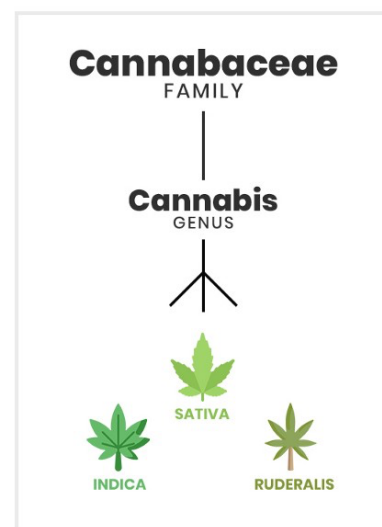 Cannabaceae
FAMILY
Cannabis
GENUS
SATIVA
INDICA
RUDERALIS